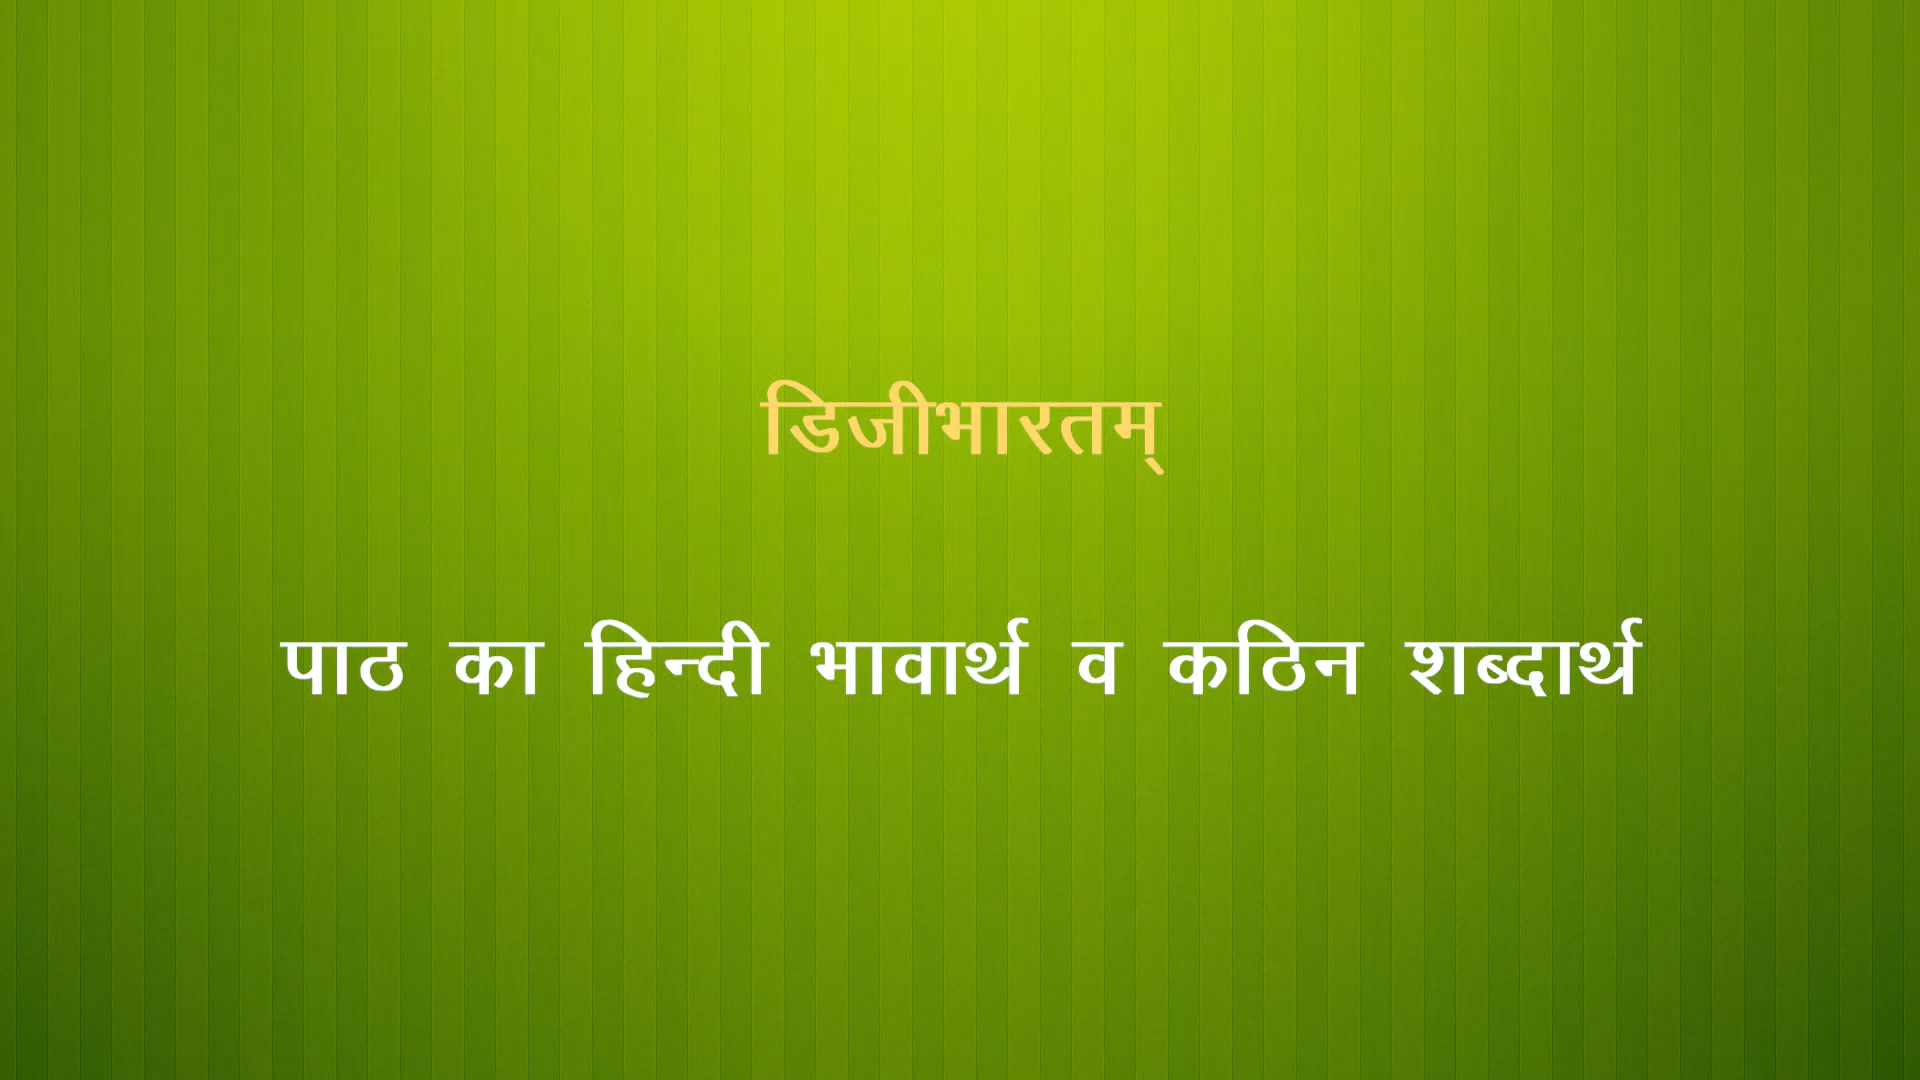 डिजीभारतम्
पाठ का हिन्दी भावार्थ व कठिन शब्दार्थ